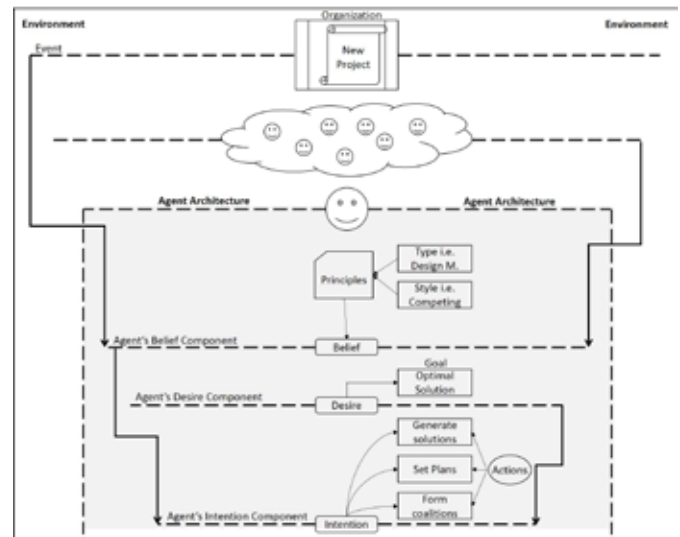 Organization
Environment
Environment
Event
New
Project
Agent Architecture
Agent Architecture
Principles
Type i.e.
Design M.
Style i.e.
Competing
Agent's Belief Component
Belief
Goal
Optimal
Solution
Agent's Desire Component
Desire
Generate
solutions
Set Plans
Actions
Form
coalitions
Agent's Intention Component
Intention